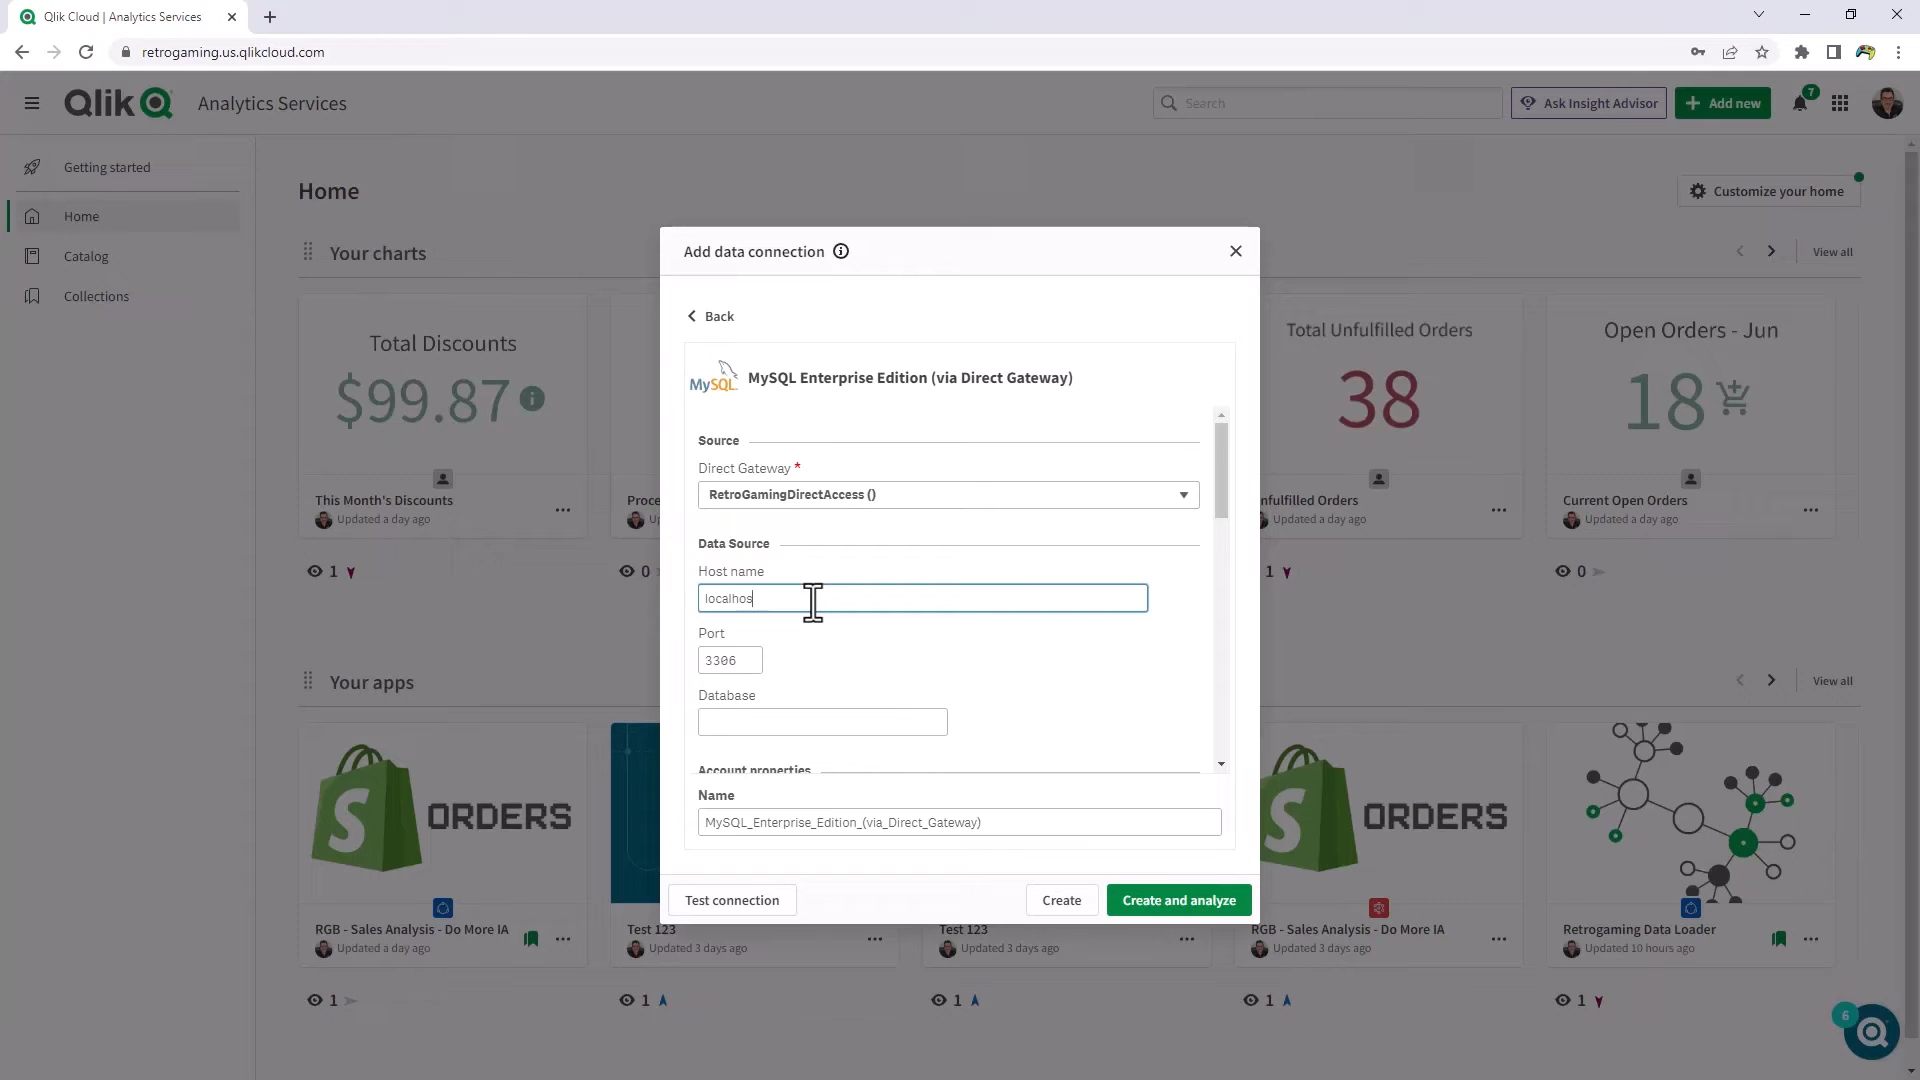 Qlik Cloud | Analytics Services
retrogaming.us.qlikcloud.com
Qlik
Analytics Services
Search
Ask Insight Advisor
Add new
7
Getting started
Home
Catalog
Collections
Home
Customize your home
Your charts
View all
Total Discounts
$99.87
This Month's Discounts
Updated a day ago
1
Proce
0
Total Unfulfilled Orders
38
nfulfilled Orders
Updated a day ago
1
Open Orders - Jun
18
Current Open Orders
Updated a day ago
0
Add data connection
Back
MySQL
MySQL Enterprise Edition (via Direct Gateway)
Source
Direct Gateway *
RetroGamingDirectAccess ()
Data Source
Host name
localhos
Port
3306
Database
Account properties
Name
MySQL_Enterprise_Edition_(via_Direct_Gateway)
Test connection
Create
Create and analyze
Your apps
View all
ORDERS
RGB - Sales Analysis - Do More IA
Updated a day ago
1
Test 123
Updated 3 days ago
1
Test 123
Updated 3 days ago
1
ORDERS
RGB - Sales Analysis - Do More IA
Updated 3 days ago
1
Retrogaming Data Loader
Updated 10 hours ago
1
6